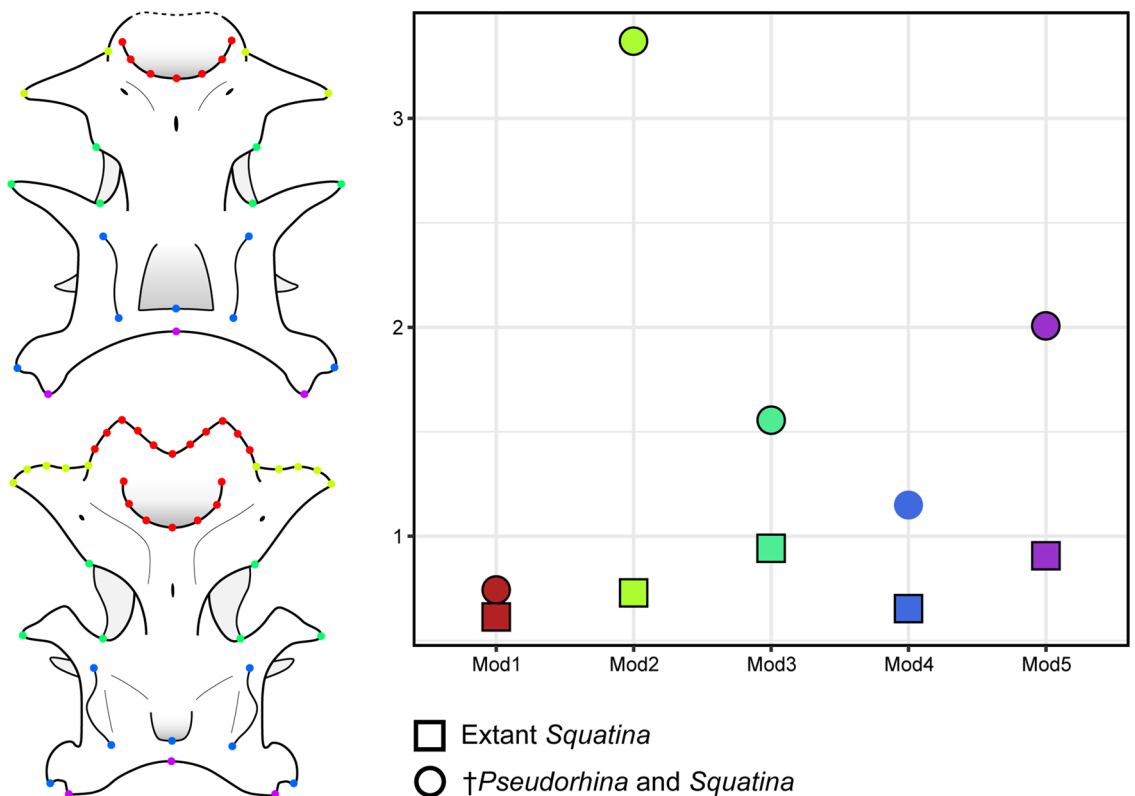 3
2
1
Mod1 Mod2 Mod3 Mod4 Mod5
Extant Squatina
†Pseudorhina and Squatina